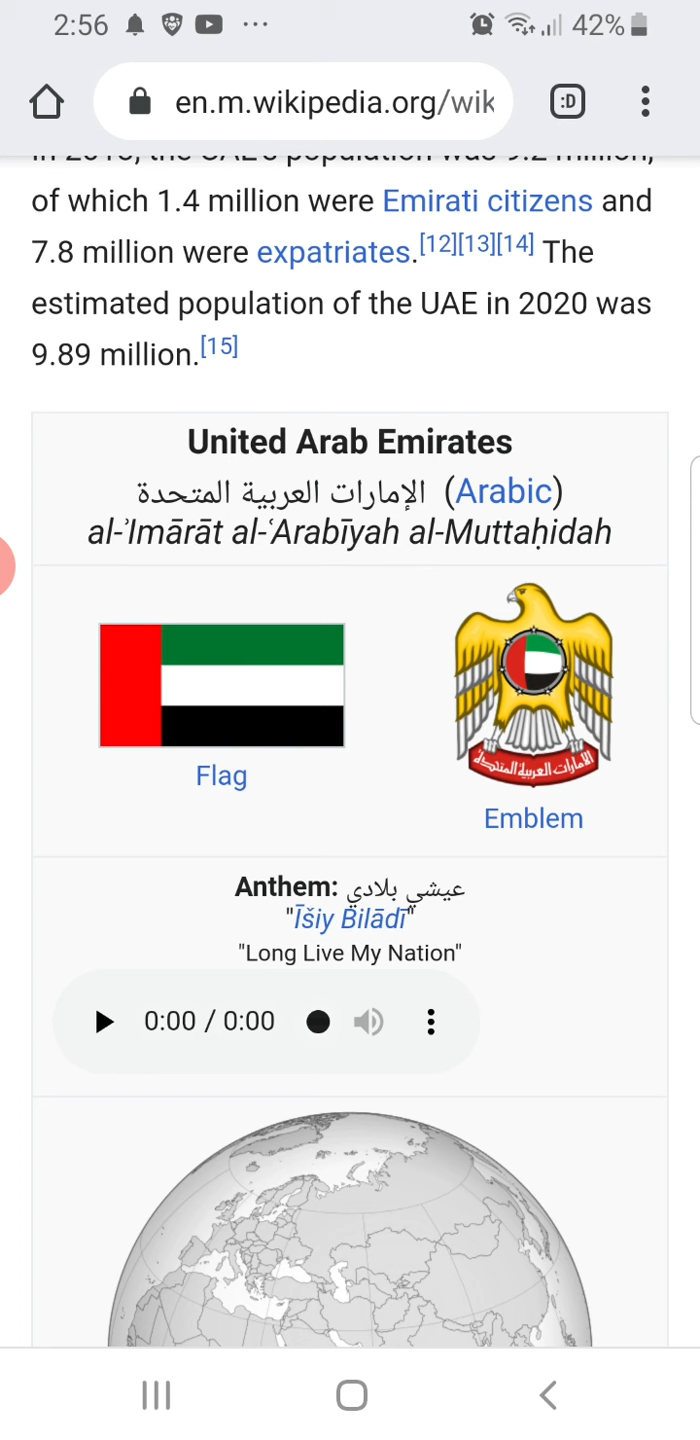 2:56 42%
en.m.wikipedia.org/wik
:D
of which 1.4 million were Emirati citizens and
7.8 million were expatriates.[12][13][14] The
estimated population of the UAE in 2020 was
9.89 million.[15]
United Arab Emirates
الإمارات العربية المتحدة (Arabic)
al-ʾImārāt al-ʿArabīyah al-Muttaḥidah
الإمارات العربية المتحدة
Flag
Emblem
Anthem: عيشي بلادي
"Īšiy Bilādī"
"Long Live My Nation"
0:00 / 0:00